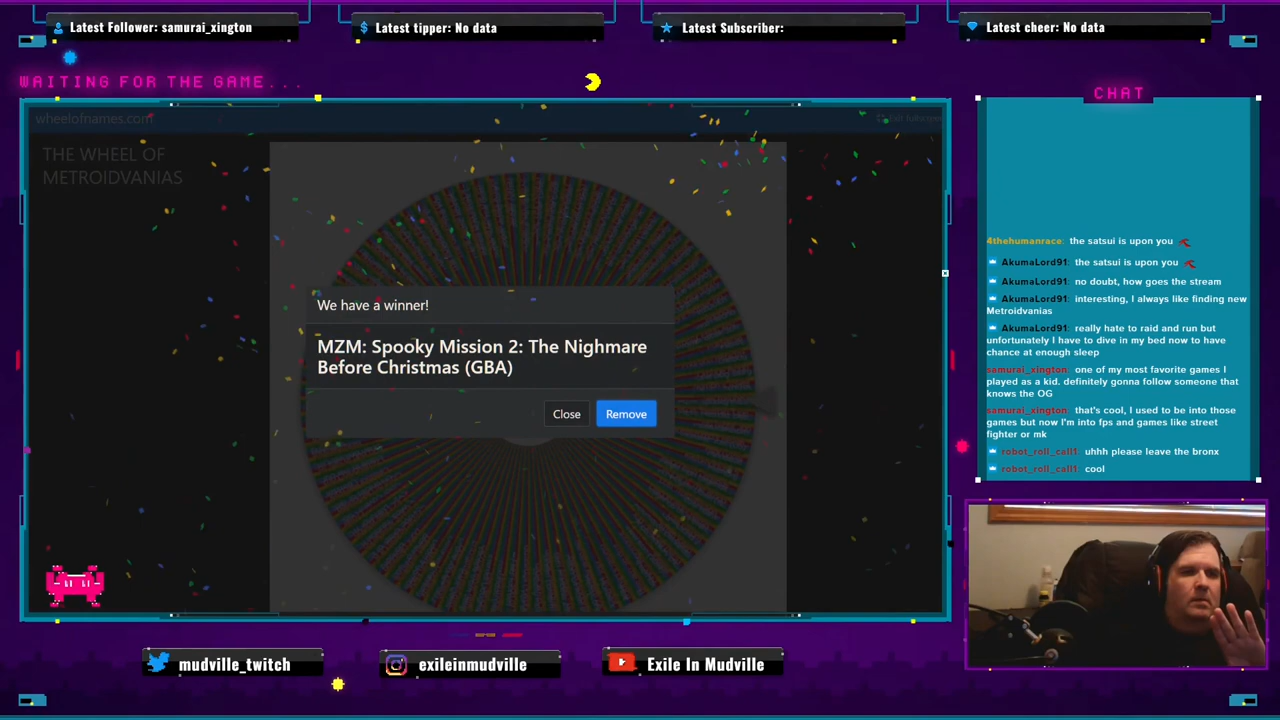 Latest Follower: samurai_xington
Latest tipper: No data
Latest Subscriber:
Latest cheer: No data
WAITING FOR THE GAME...
CHAT
wheelofnames.com
THE WHEEL OF
METROIDVANIAS
We have a winner!
MZM: Spooky Mission 2: The Nighmare
Before Christmas (GBA)
Close
Remove
4thehumanrace: the satsui is upon you
AkumaLord91: the satsui is upon you
AkumaLord91: no doubt, how goes the stream
AkumaLord91: interesting, I always like finding new
Metroidvanias
AkumaLord91: really hate to raid and run but
unfortunately I have to dive in my bed now to have
chance at enough sleep
samurai_xington: one of my most favorite games I
played as a kid. definitely gonna follow someone that
knows the OG
samurai_xington: that's cool, I used to be into those
games but now I'm into fps and games like street
fighter or mk
robot_roll_call1: uhhh please leave the bronx
robot_roll_call1: cool
mudville_twitch
exileinmudville
Exile In Mudville